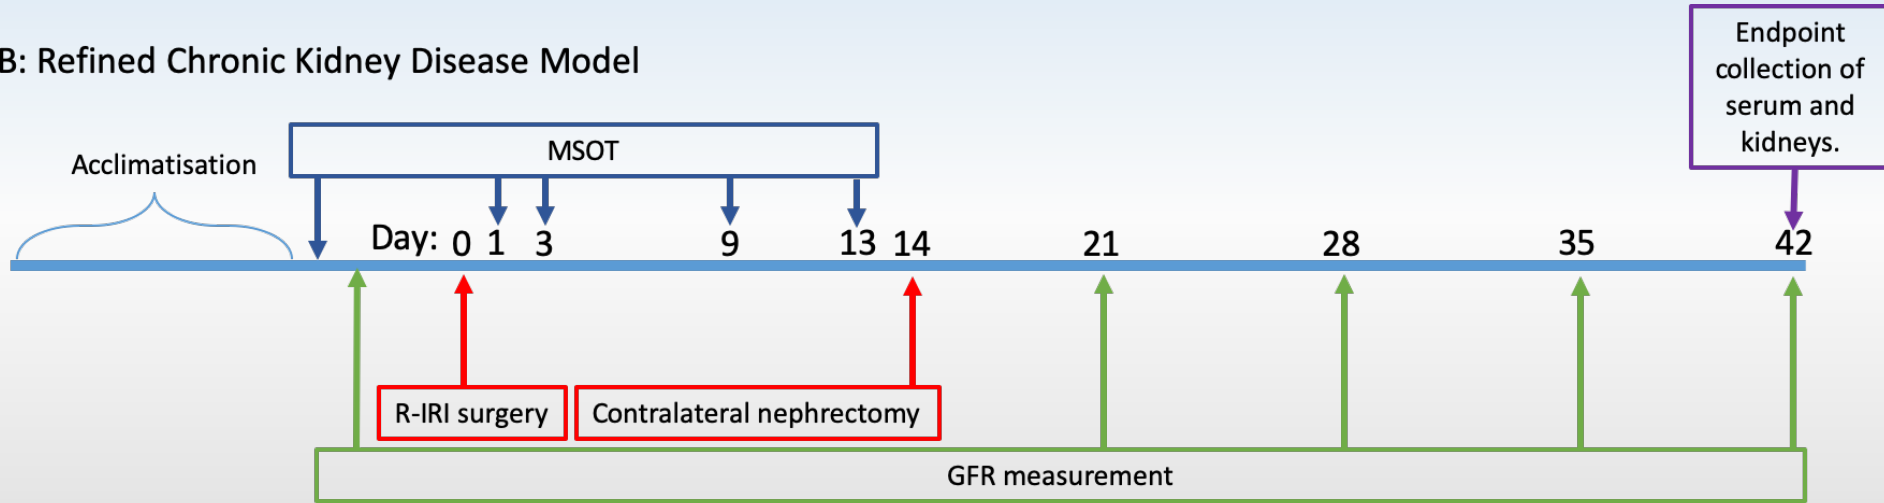 B: Refined Chronic Kidney Disease Model
Endpoint
collection of
serum and
kidneys.
MSOT
Acclimatisation
Day: 0 1 3 9 13 14 21 28 35 42
R-IRI surgery
Contralateral nephrectomy
GFR measurement